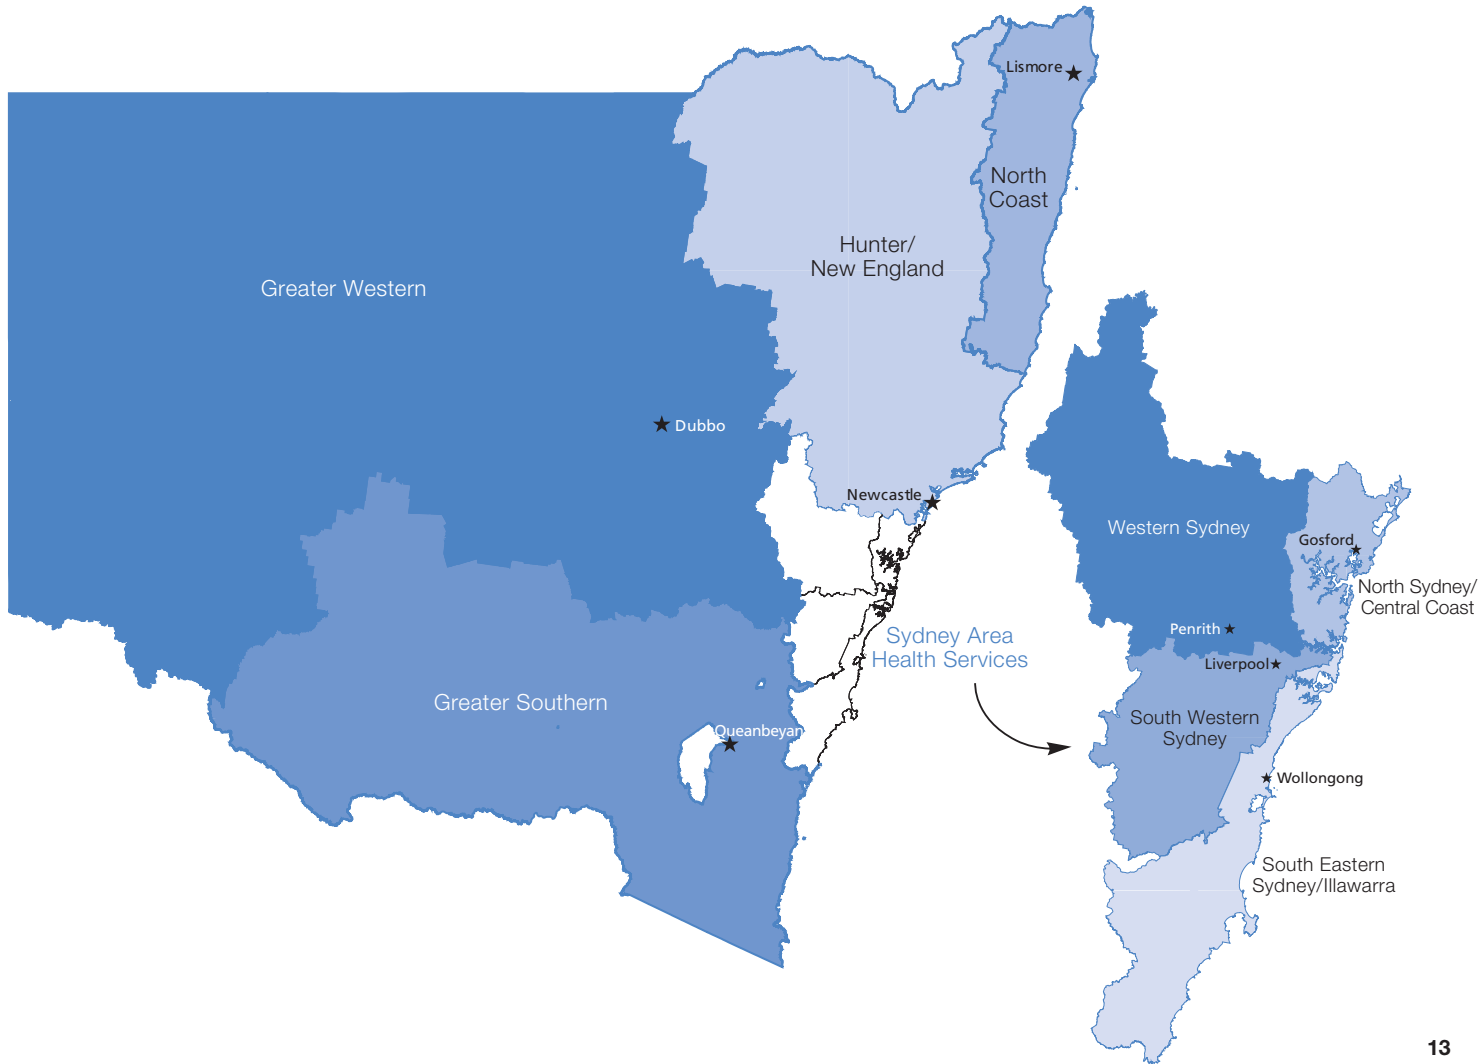 Lismore
North
Coast
Hunter/
New England
Greater Western
Dubbo
Newcastle
Western Sydney
Gosford
North Sydney/
Central Coast
Penrith
Sydney Area
Health Services
Liverpool
Greater Southern
South Western
Sydney
Queanbeyan
Wollongong
South Eastern
Sydney/Illawarra
13